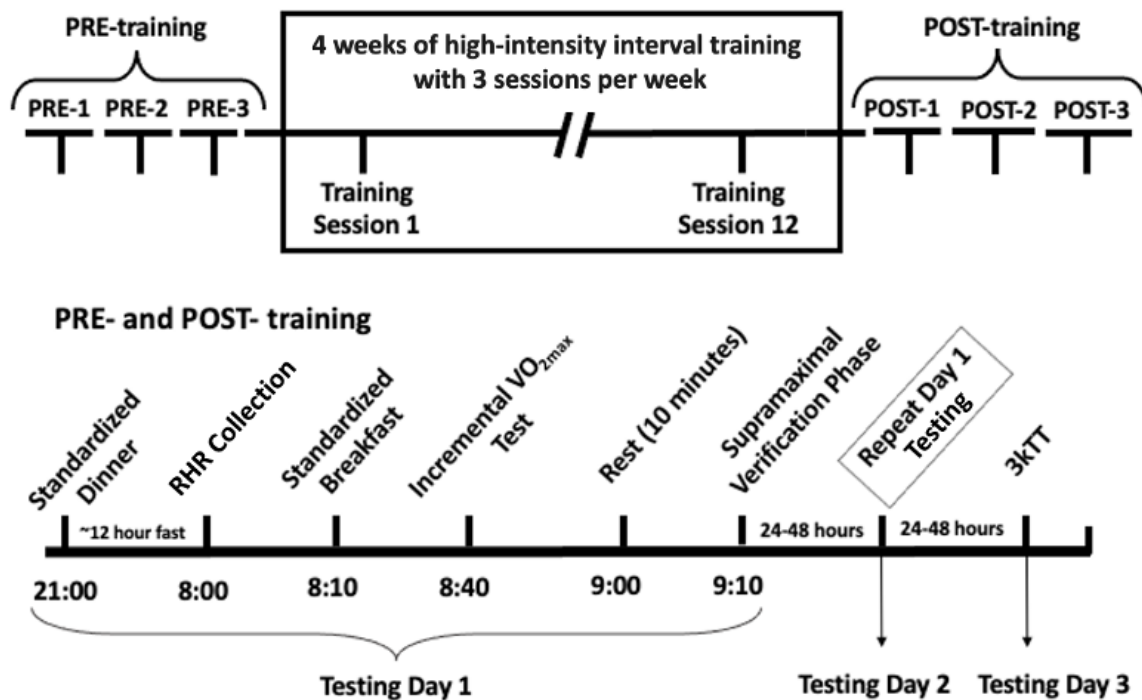 PRE-training
POST-training
4 weeks of high-intensity interval training
with 3 sessions per week
PRE-1 PRE-2 PRE-3
POST-1 POST-2 POST-3
Training
Session 1
Training
Session 12
PRE- and POST- training
Standardized
Dinner
RHR Collection
Standardized
Breakfast
Incremental VO2max
Test
Rest (10 minutes)
Supramaximal
Verification Phase
Repeat Day 1
Testing
3kTT
~12 hour fast
24-48 hours
24-48 hours
21:00 8:00 8:10 8:40 9:00 9:10
Testing Day 1
Testing Day 2
Testing Day 3